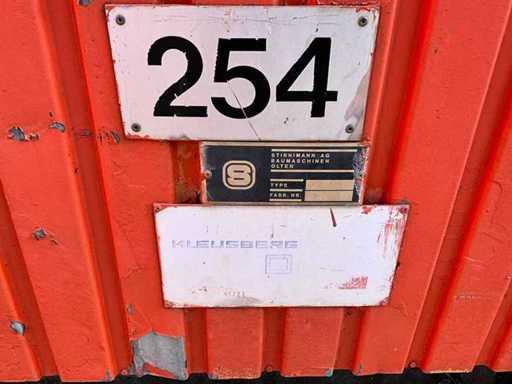 254
S
STIRNIMANN AG
BAUMASCHINEN
OLTEN
TYPE
FABR. NR.
KLEUSBERG